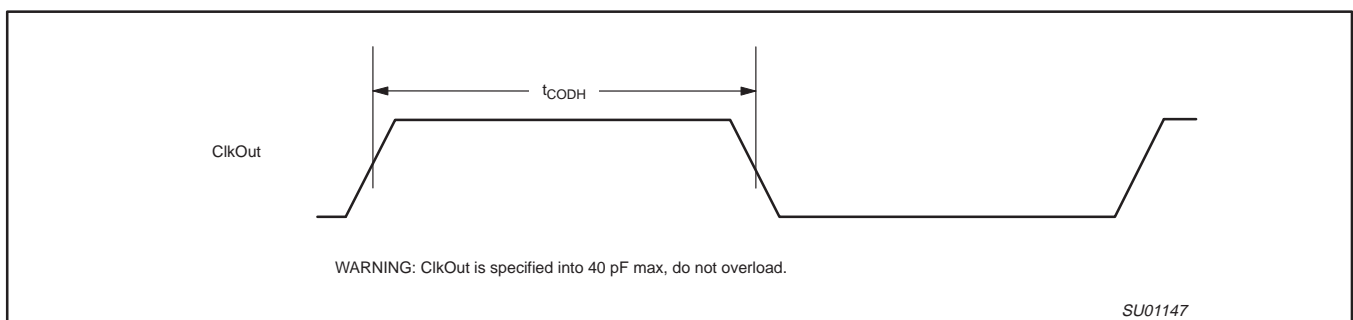 tCODH
ClkOut
WARNING: ClkOut is specified into 40 pF max, do not overload.
SU01147